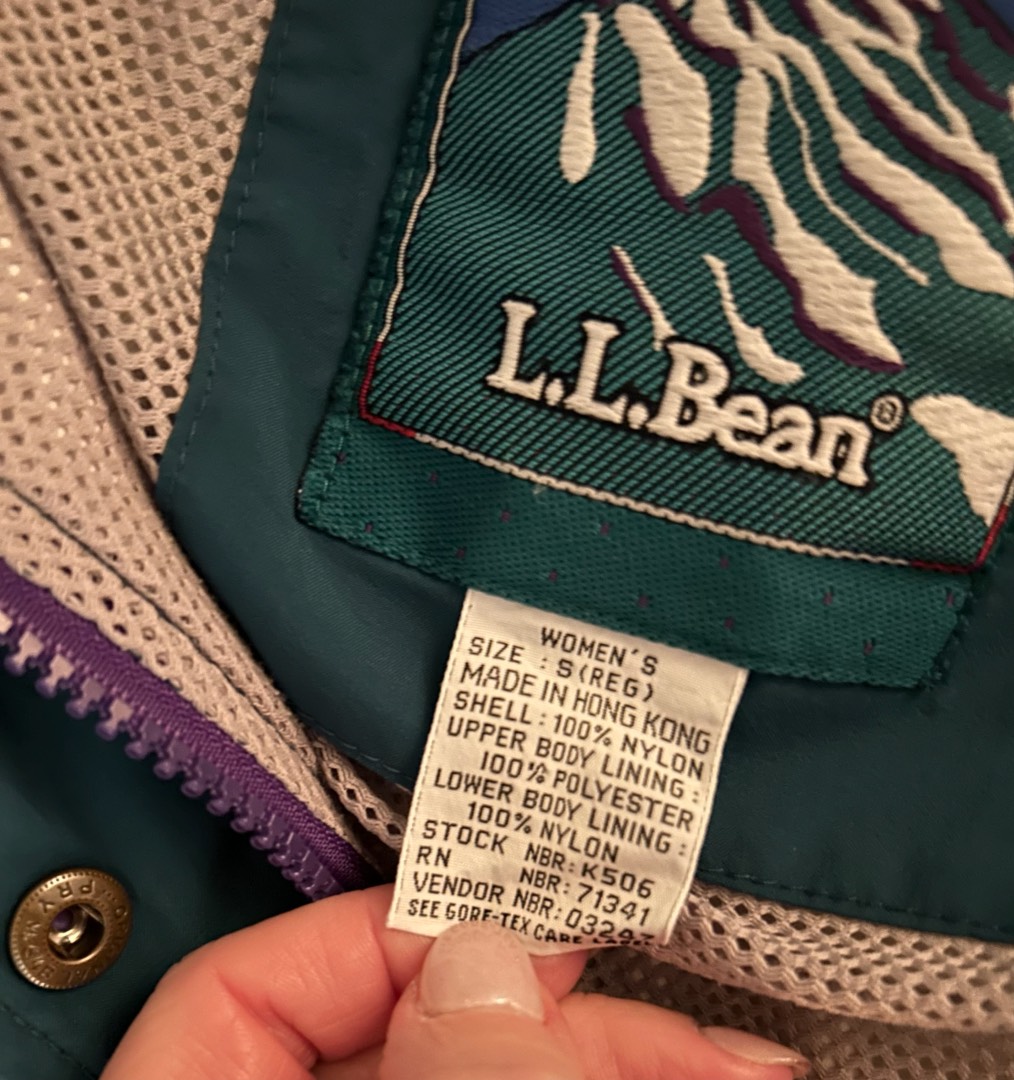 L.L.Bean®
WOMEN'S
SIZE : S(REG)
MADE IN HONG KONG
SHELL: 100% NYLON
UPPER BODY LINING:
100% POLYESTER
LOWER BODY LINING:
100% NYLON
STOCK NBR: K506
RN NBR: 71341
VENDOR NBR:
SEE GORE-TEX CARE
PRYM